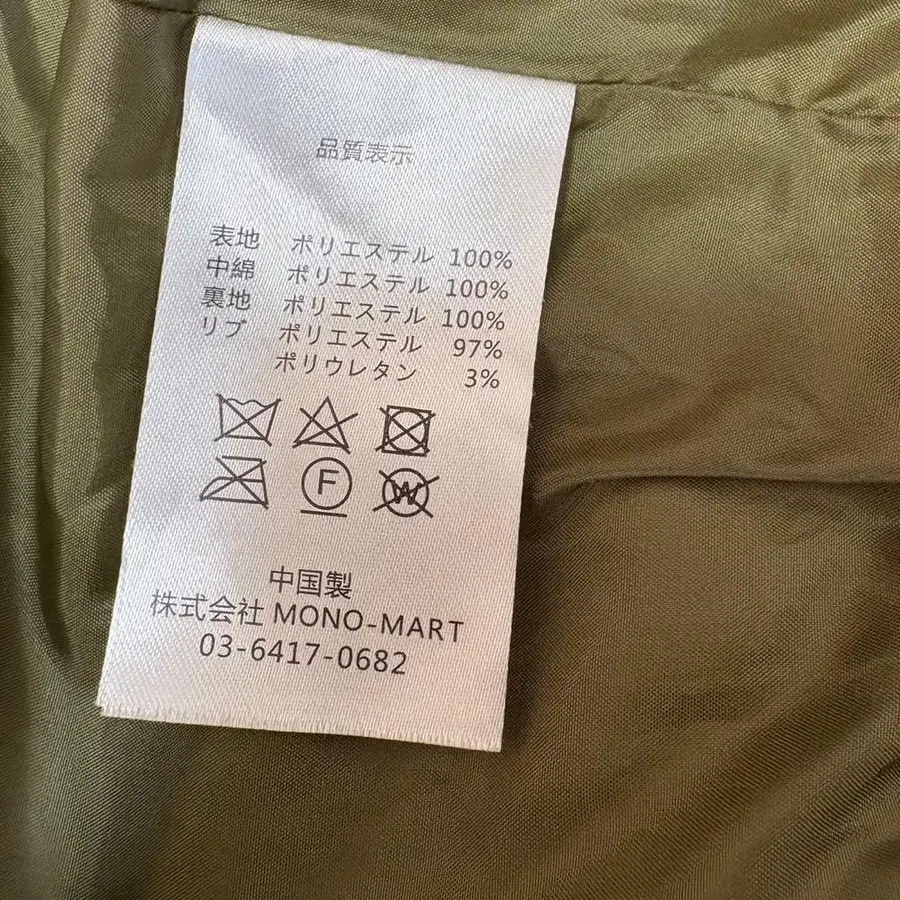 品質表示
表地 ポリエステル 100%
中綿 ポリエステル 100%
裏地 ポリエステル 100%
リブ ポリエステル 97%
ポリウレタン 3%
F W
中国製
株式会社 MONO-MART
03-6417-0682